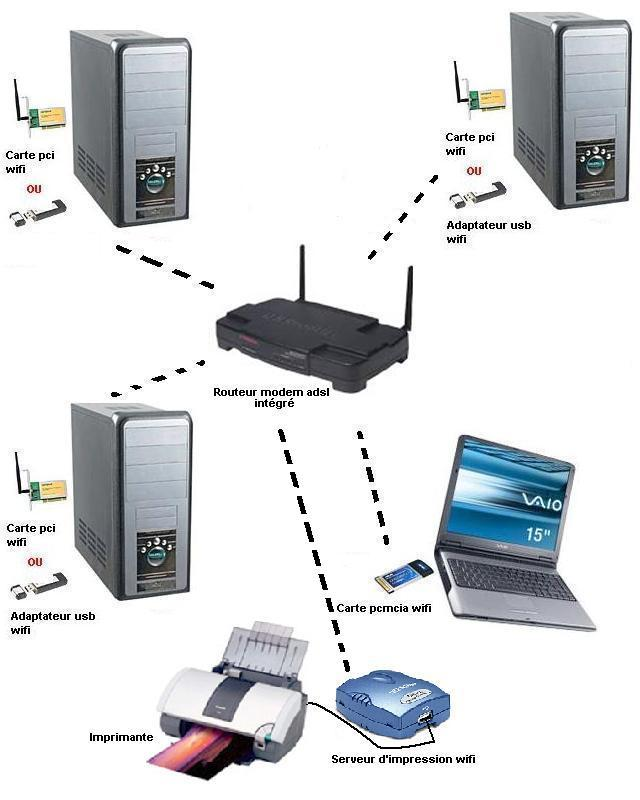 Carte pci
wifi
OU
Carte pci
wifi
OU
Adaptateur usb
wifi
Routeur modem adsl
intégré
Carte pci
wifi
OU
Adaptateur usb
wifi
VAIO
15"
Carte pcmcia wifi
Imprimante
Serveur d'impression wifi